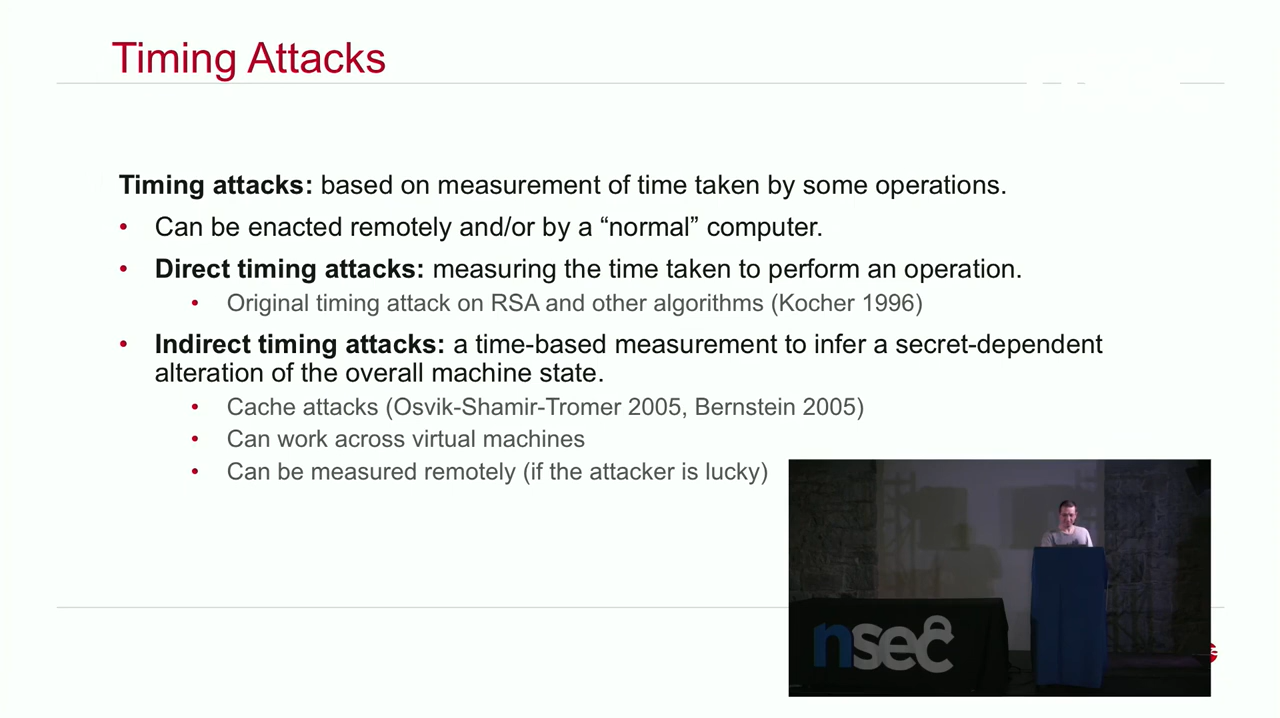 Timing Attacks
Timing attacks: based on measurement of time taken by some operations.
• Can be enacted remotely and/or by a “normal” computer.
• Direct timing attacks: measuring the time taken to perform an operation.
• Original timing attack on RSA and other algorithms (Kocher 1996)
• Indirect timing attacks: a time-based measurement to infer a secret-dependent
alteration of the overall machine state.
• Cache attacks (Osvik-Shamir-Tromer 2005, Bernstein 2005)
• Can work across virtual machines
• Can be measured remotely (if the attacker is lucky)
nsec